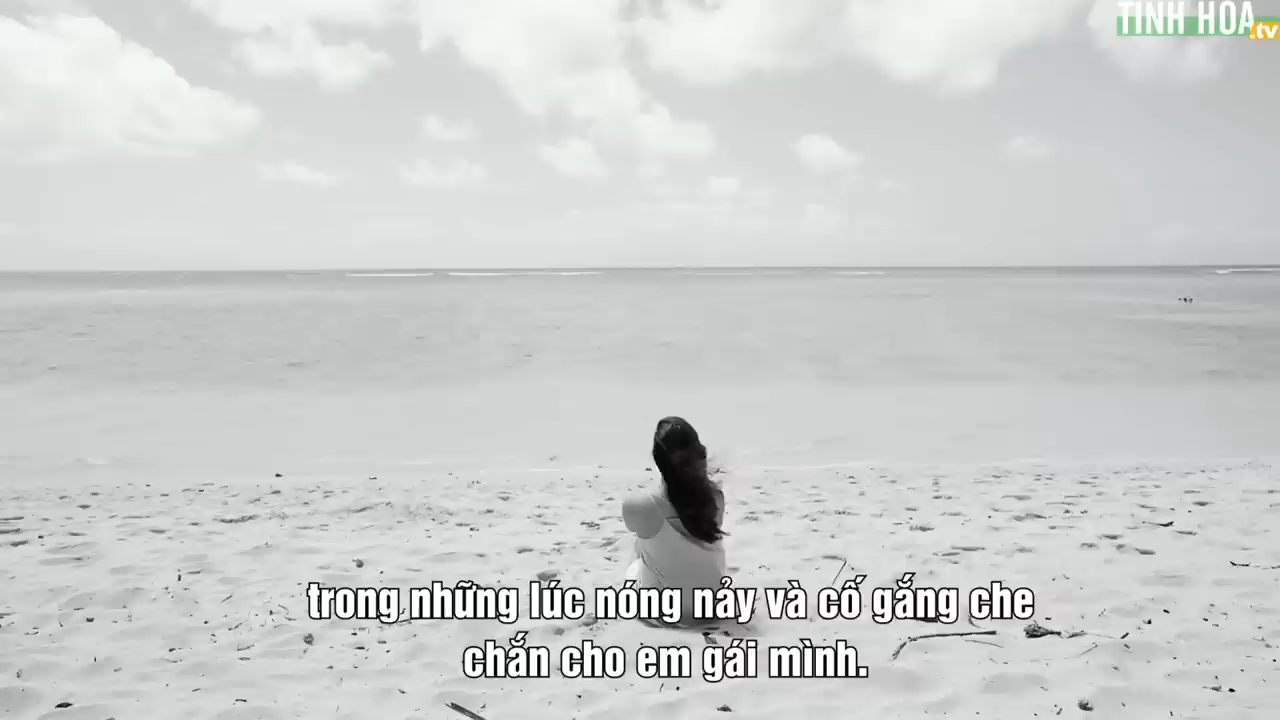 TINH HOA
.tv
trong những lúc nóng nảy và cố gắng che
chắn cho em gái mình.